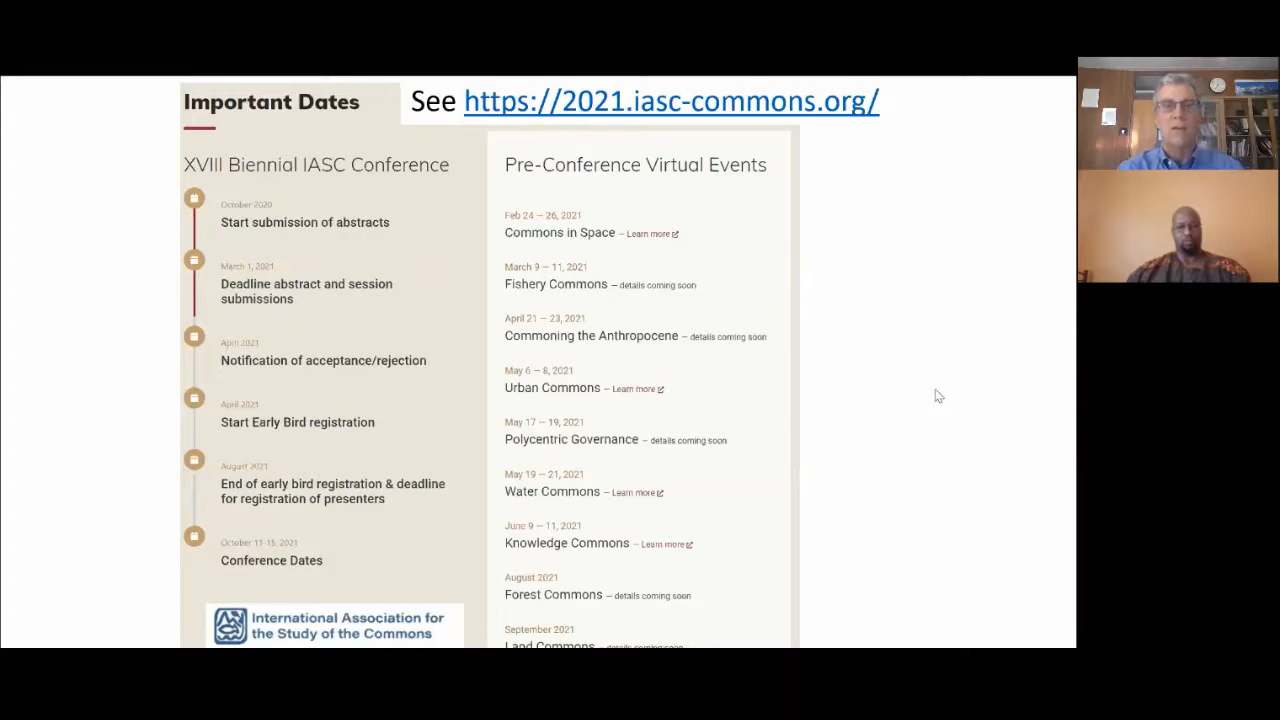 Important Dates
See https://2021.iasc-commons.org/
XVIII Biennial IASC Conference
October 2020
Start submission of abstracts
March 1, 2021
Deadline abstract and session
submissions
April 2021
Notification of acceptance/rejection
April 2021
Start Early Bird registration
August 2021
End of early bird registration & deadline
for registration of presenters
October 11-15, 2021
Conference Dates
International Association for
the Study of the Commons
Pre-Conference Virtual Events
Feb 24 – 26, 2021
Commons in Space – Learn more
March 9 – 11, 2021
Fishery Commons – details coming soon
April 21 – 23, 2021
Commoning the Anthropocene – details coming soon
May 6 – 8, 2021
Urban Commons – Learn more
May 17 – 19, 2021
Polycentric Governance – details coming soon
May 19 – 21, 2021
Water Commons – Learn more
June 9 – 11, 2021
Knowledge Commons – Learn more
August 2021
Forest Commons – details coming soon
September 2021
Land Commons – details coming soon